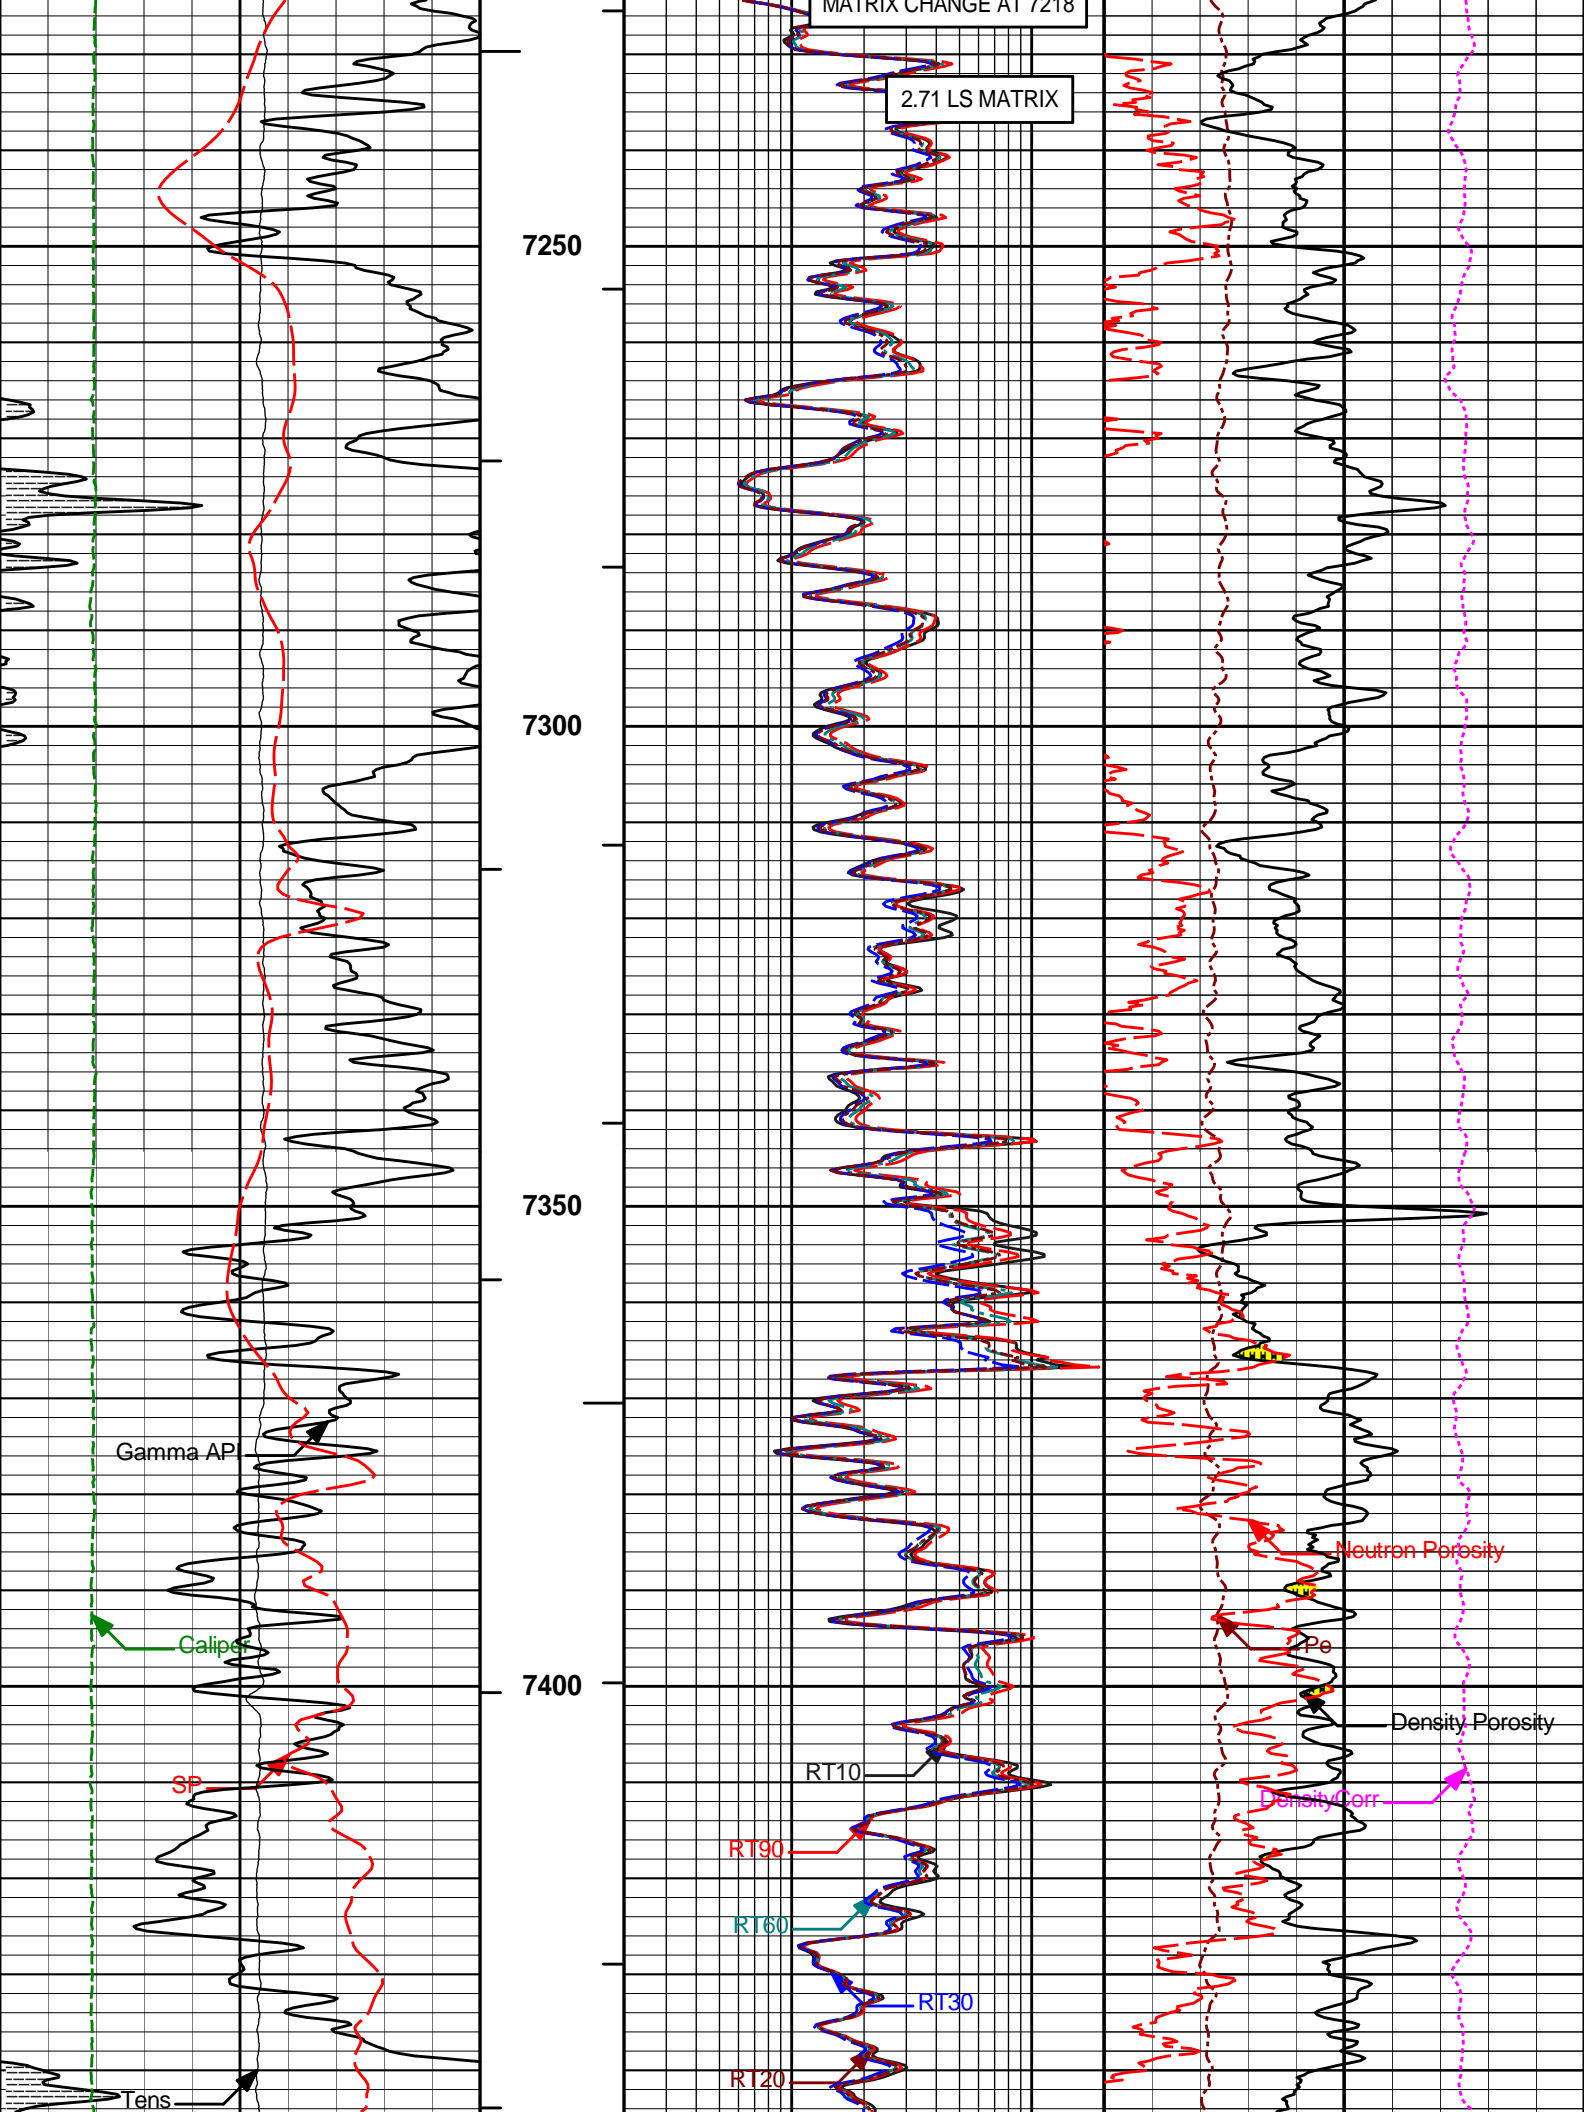 MATRIX CHANGE AT 7218
2.71 LS MATRIX
7250
7300
7350
Gamma API
Neutron Porosity
Caliper
Pe
7400
Density Porosity
RT10
SP
DensityCorr
RT90
RT60
RT30
RT20
Tens